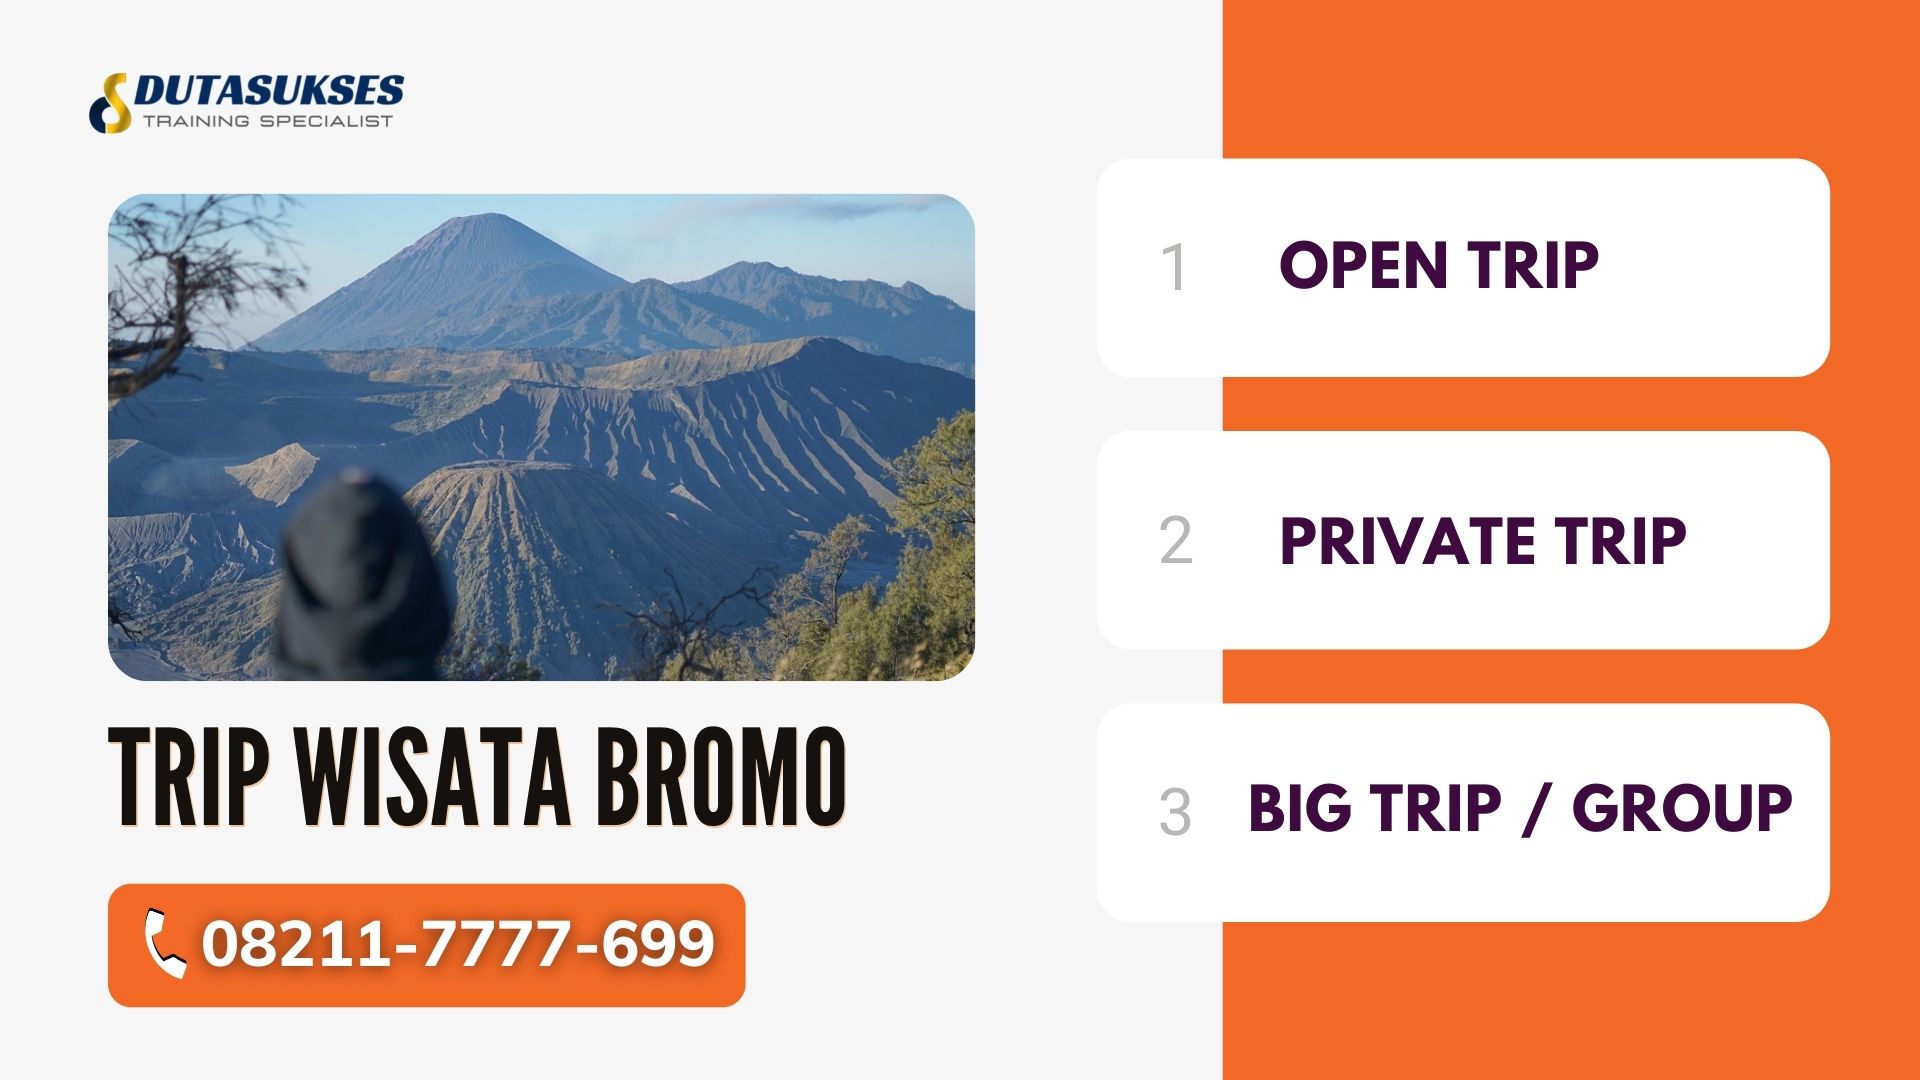 DUTASUKSES
TRAINING SPECIALIST
TRIP WISATA BROMO
08211-7777-699
1 OPEN TRIP
2 PRIVATE TRIP
3 BIG TRIP / GROUP